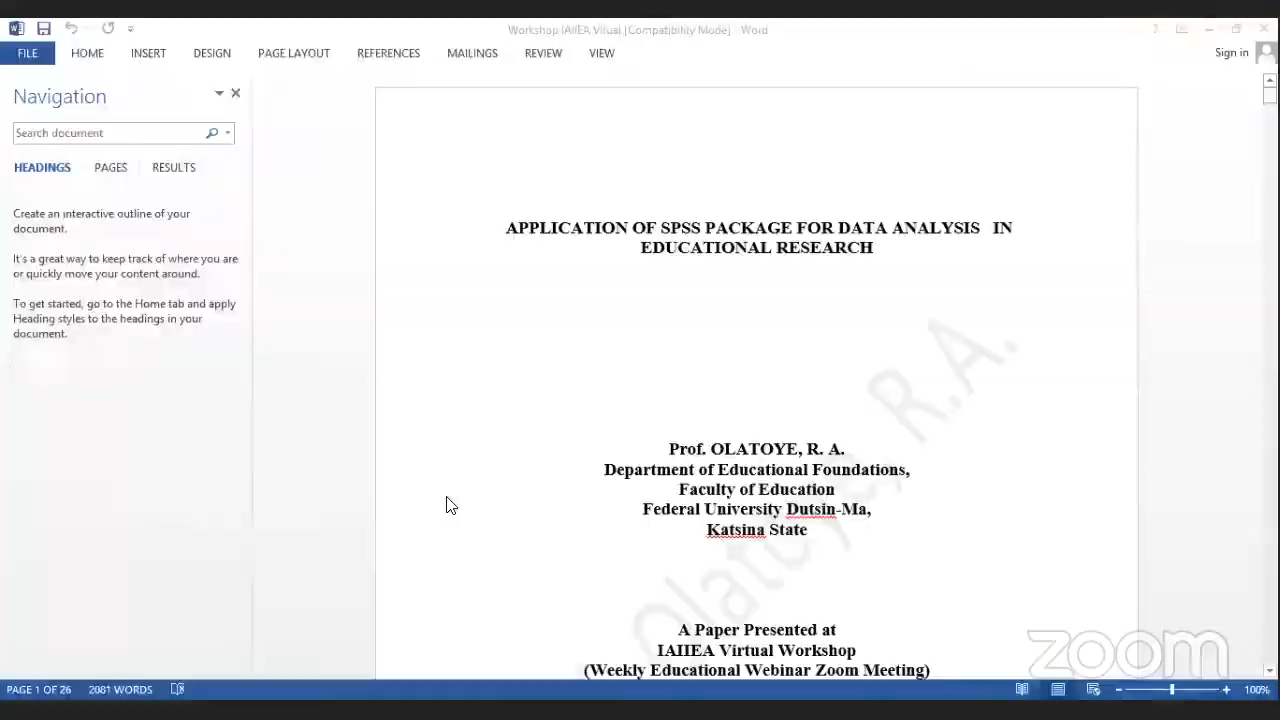 Workshop IAIIEA Vitual [Compatibility Mode] - Word
FILE HOME INSERT DESIGN PAGE LAYOUT REFERENCES MAILINGS REVIEW VIEW Sign in
Navigation
Search document
HEADINGS PAGES RESULTS
Create an interactive outline of your
document.
It's a great way to keep track of where you are
or quickly move your content around.
To get started, go to the Home tab and apply
Heading styles to the headings in your
document.
APPLICATION OF SPSS PACKAGE FOR DATA ANALYSIS IN
EDUCATIONAL RESEARCH
Prof. OLATOYE, R. A.
Department of Educational Foundations,
Faculty of Education
Federal University Dutsin-Ma,
Katsina State
A Paper Presented at
IAIIEA Virtual Workshop
(Weekly Educational Webinar Zoom Meeting)
Olatoye, R.A.
zoom
PAGE 1 OF 26 2081 WORDS 100%